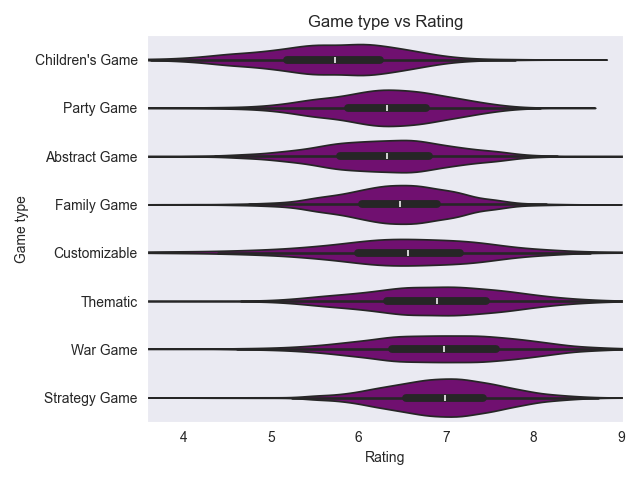 Game type vs Rating
Children's Game
Party Game
Abstract Game
Family Game
Customizable
Thematic
War Game
Strategy Game
Game type
4 5 6 7 8 9
Rating